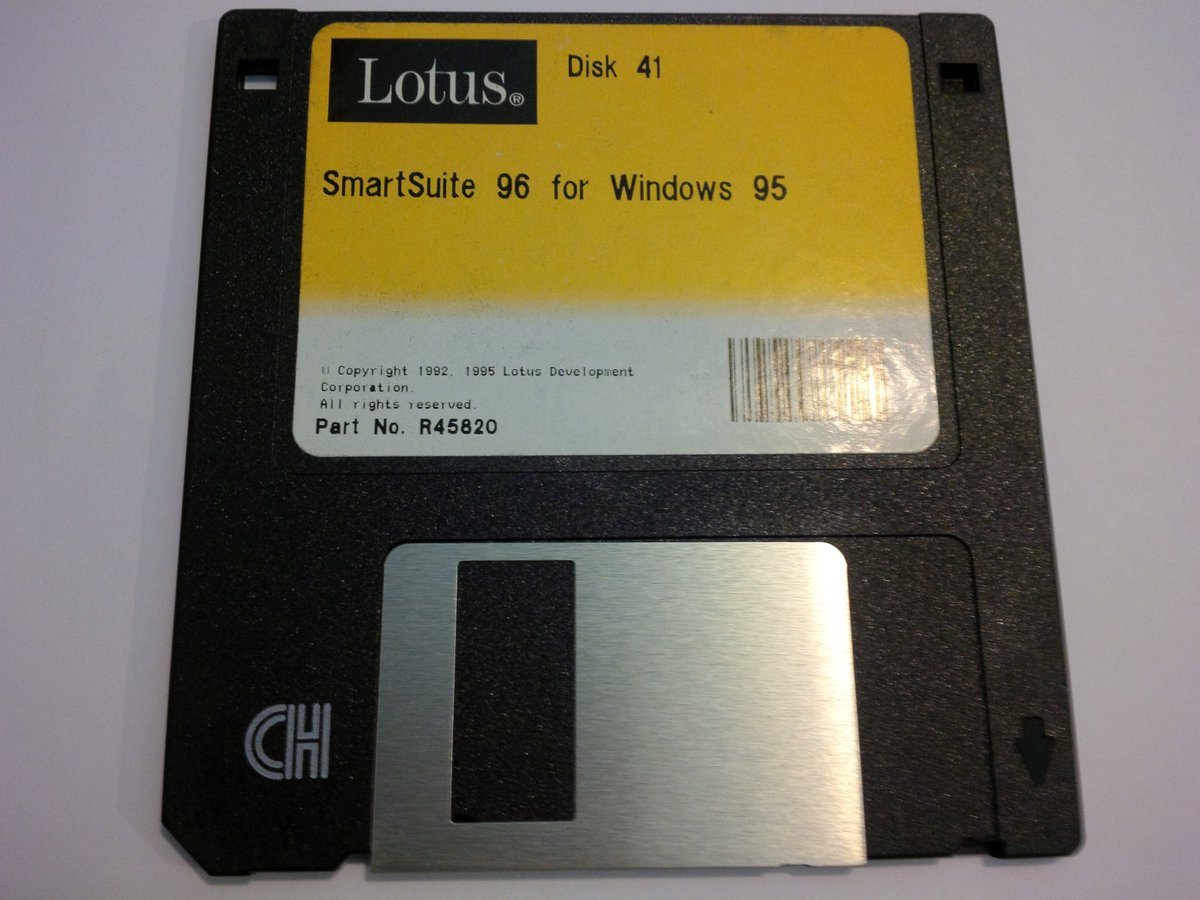 Lotus®
Disk 41
SmartSuite 96 for Windows 95
© Copyright 1992, 1995 Lotus Development
Corporation.
All rights reserved.
Part No. R45820
CH